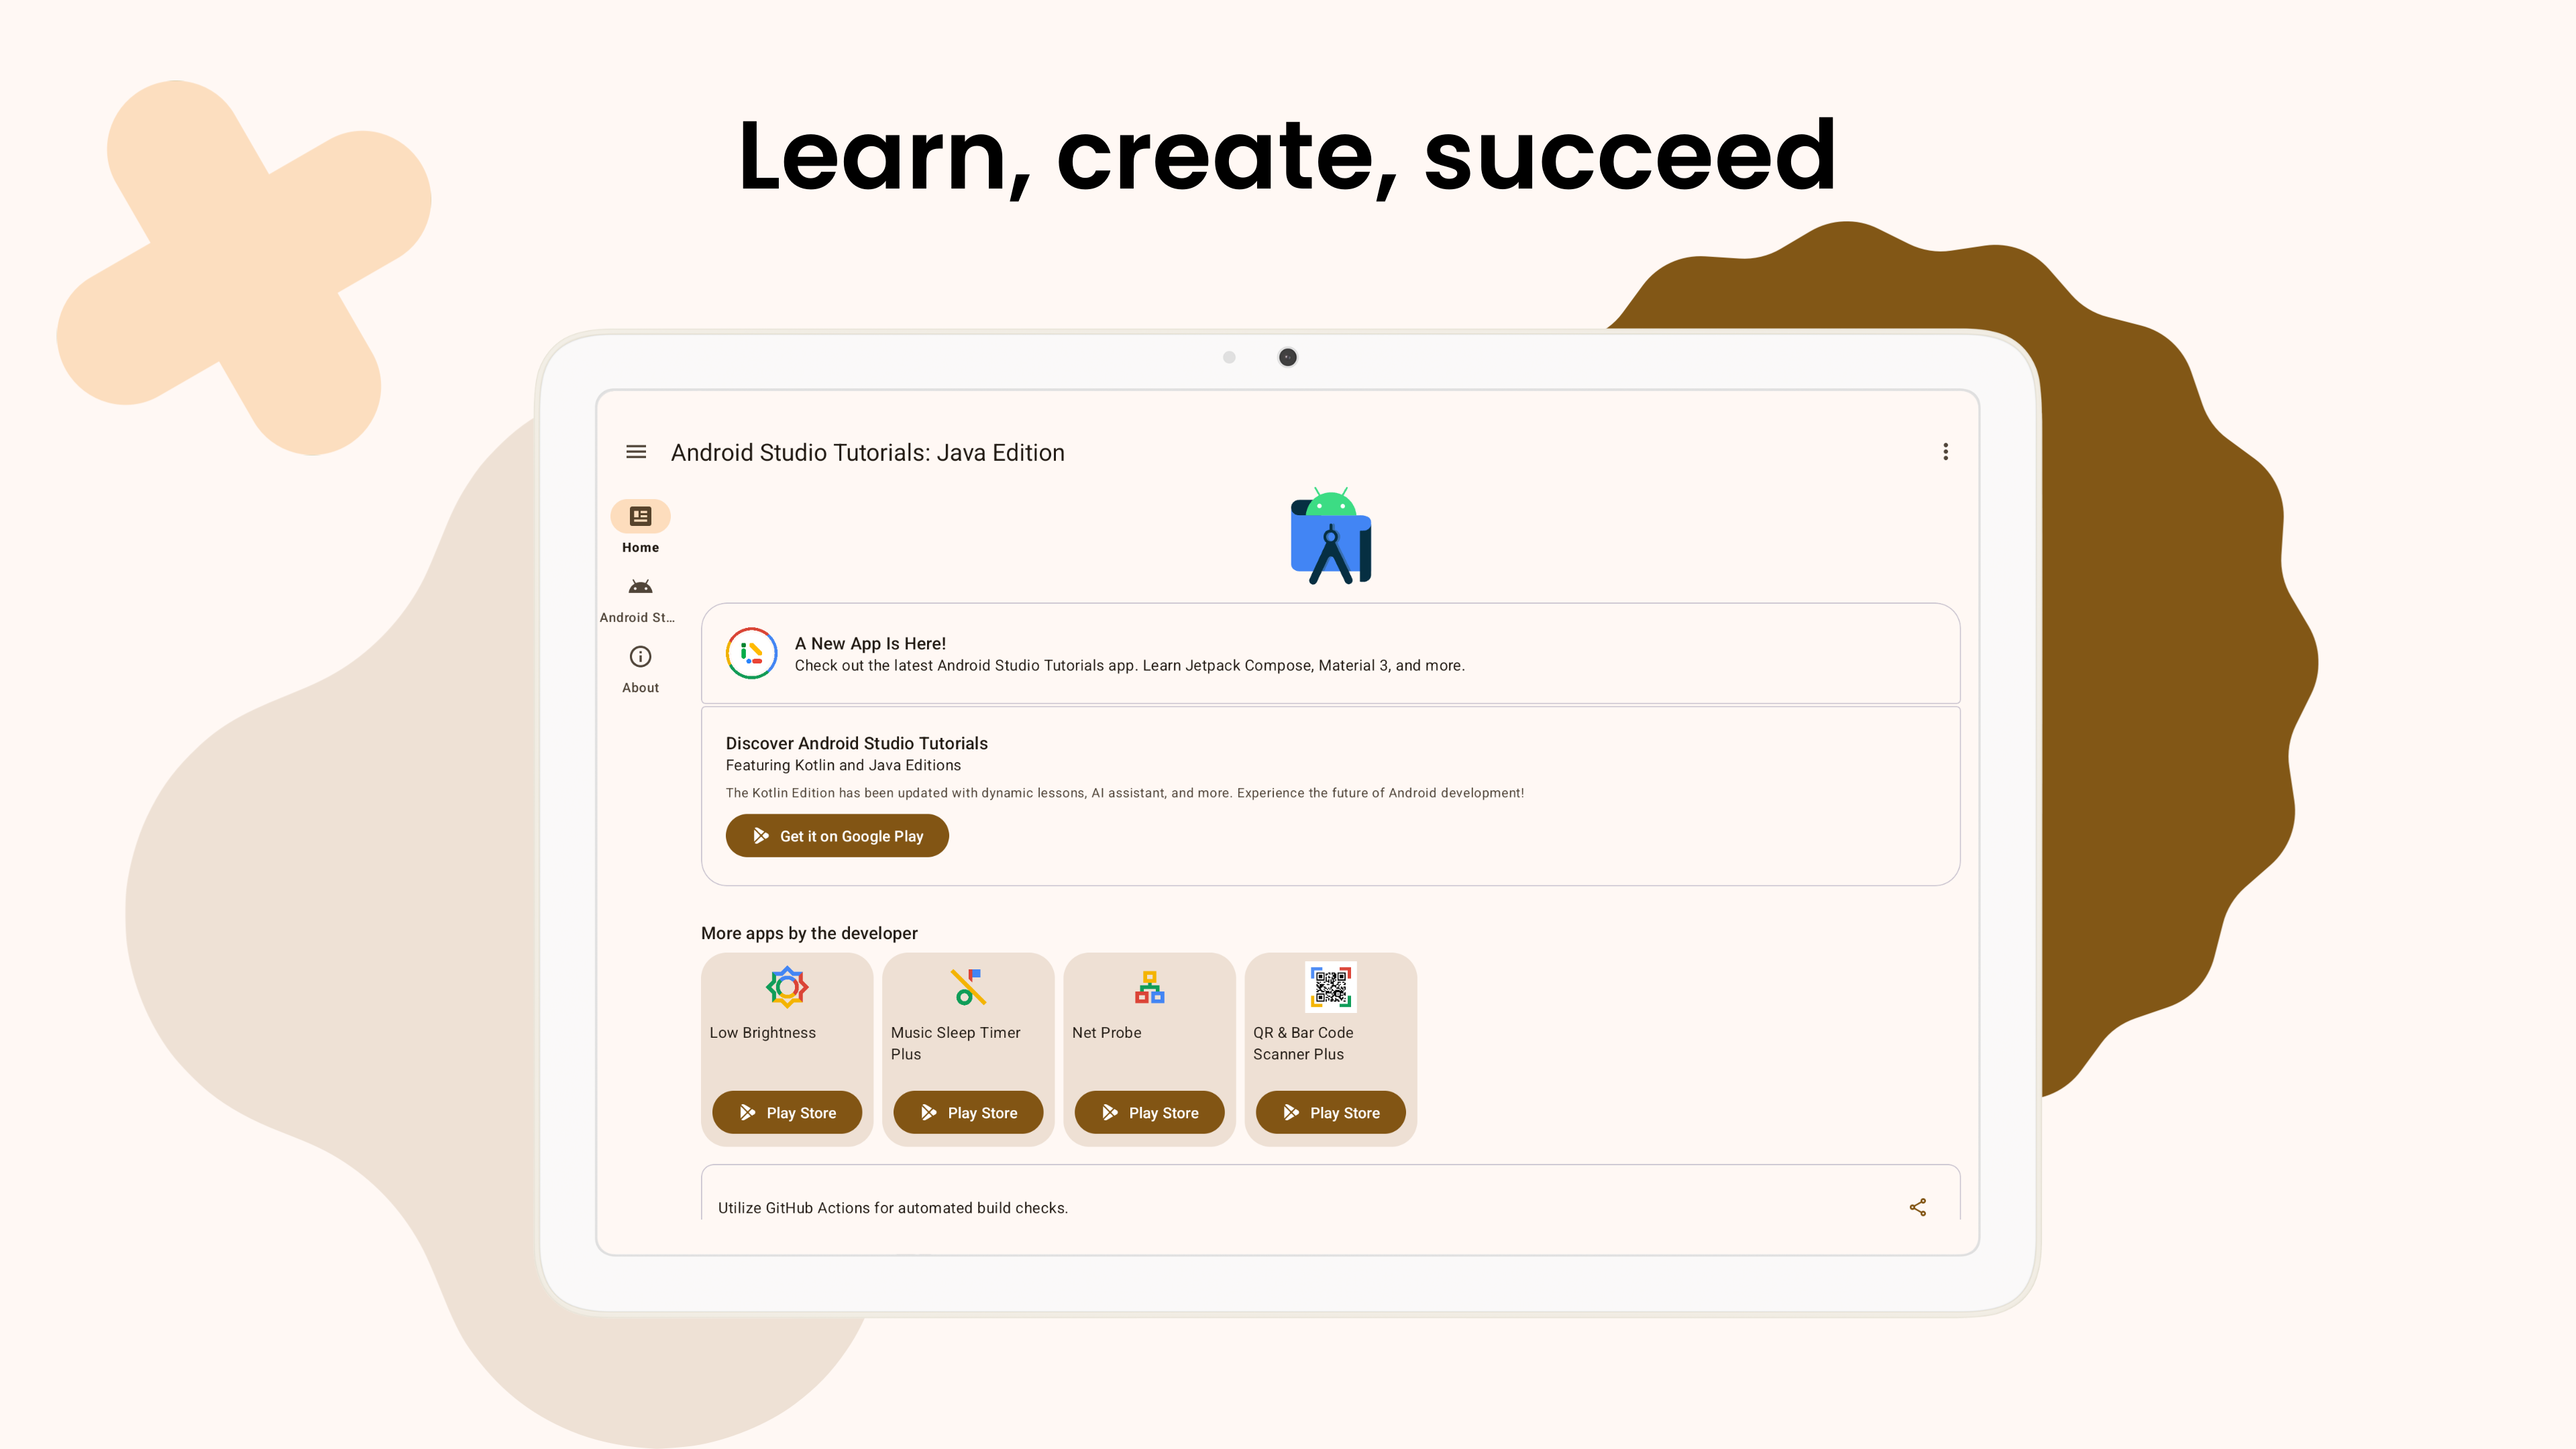 Learn, create, succeed
Android Studio Tutorials: Java Edition
Home
Android St...
About
A New App Is Here!
Check out the latest Android Studio Tutorials app. Learn Jetpack Compose, Material 3, and more.
Discover Android Studio Tutorials
Featuring Kotlin and Java Editions
The Kotlin Edition has been updated with dynamic lessons, AI assistant, and more. Experience the future of Android development!
Get it on Google Play
More apps by the developer
Low Brightness
Play Store
Music Sleep Timer
Plus
Play Store
Net Probe
Play Store
QR & Bar Code
Scanner Plus
Play Store
Utilize GitHub Actions for automated build checks.